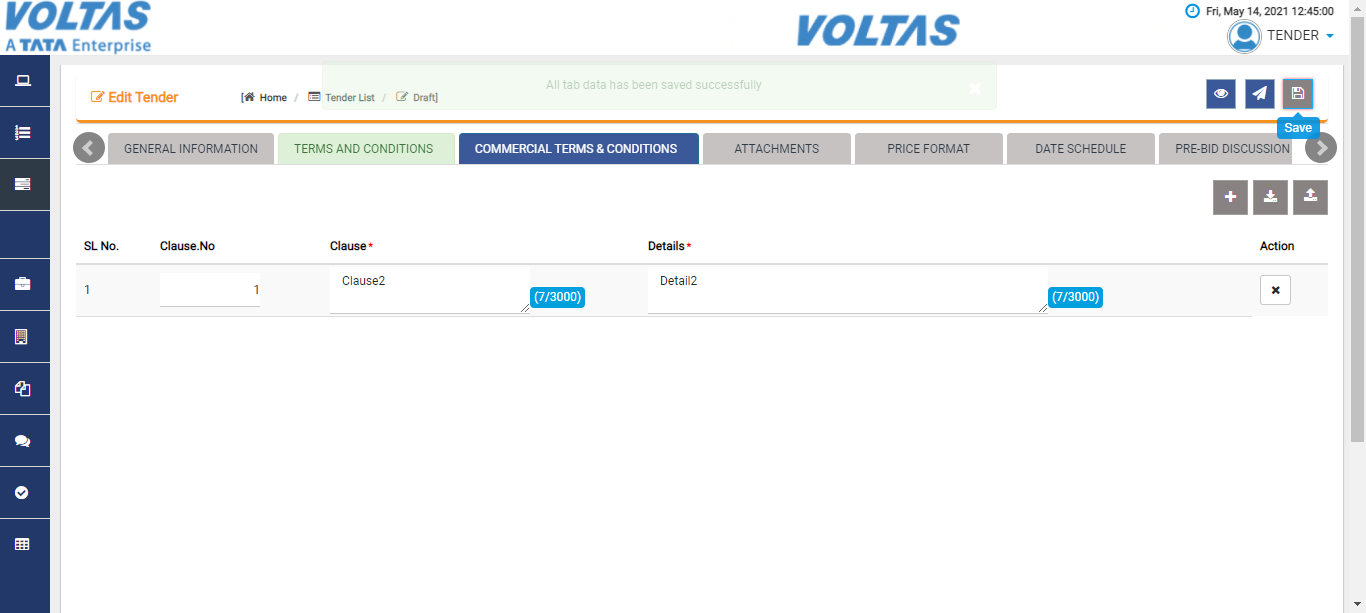 VOLTAS
A TATA Enterprise
VOLTAS
Fri, May 14, 2021 12:45:00
TENDER
Edit Tender
[ Home / Tender List / Draft]
All tab data has been saved successfully
Save
GENERAL INFORMATION
TERMS AND CONDITIONS
COMMERCIAL TERMS & CONDITIONS
ATTACHMENTS
PRICE FORMAT
DATE SCHEDULE
PRE-BID DISCUSSION
SL No. Clause.No Clause* Details* Action
1 1 Clause2 (7/3000) Detail2 (7/3000)